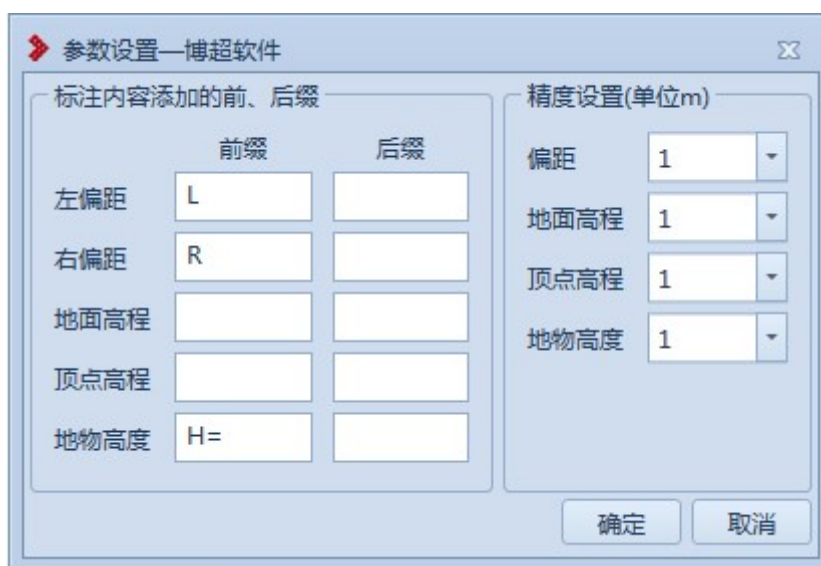 参数设置—博超软件
标注内容添加的前、后缀
前缀 后缀
左偏距 L
右偏距 R
地面高程
顶点高程
地物高度 H=
精度设置(单位m)
偏距 1
地面高程 1
顶点高程 1
地物高度 1
确定 取消